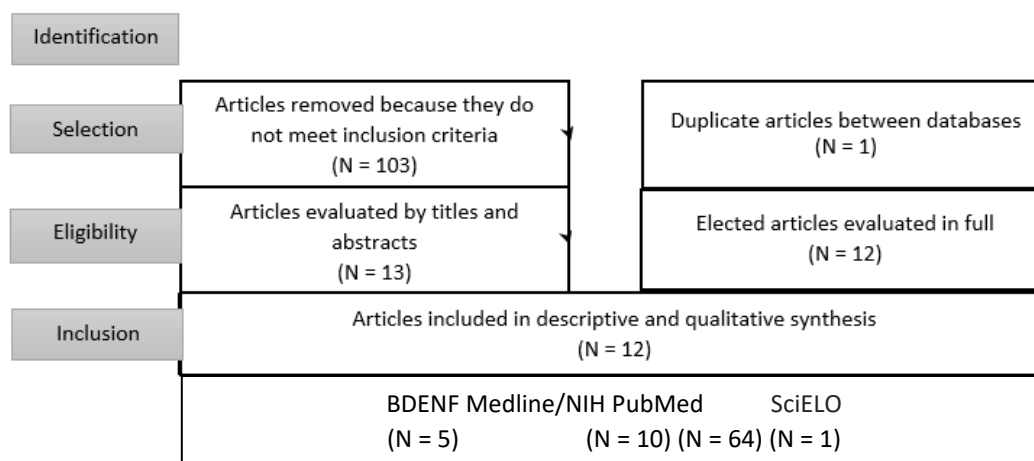 Identification
Selection
Articles removed because they do
not meet inclusion criteria
(N = 103)
Duplicate articles between databases
(N = 1)
Eligibility
Articles evaluated by titles and
abstracts
(N = 13)
Elected articles evaluated in full
(N = 12)
Inclusion
Articles included in descriptive and qualitative synthesis
(N = 12)
BDENF Medline/NIH PubMed SciELO
(N = 5) (N = 10) (N = 64) (N = 1)